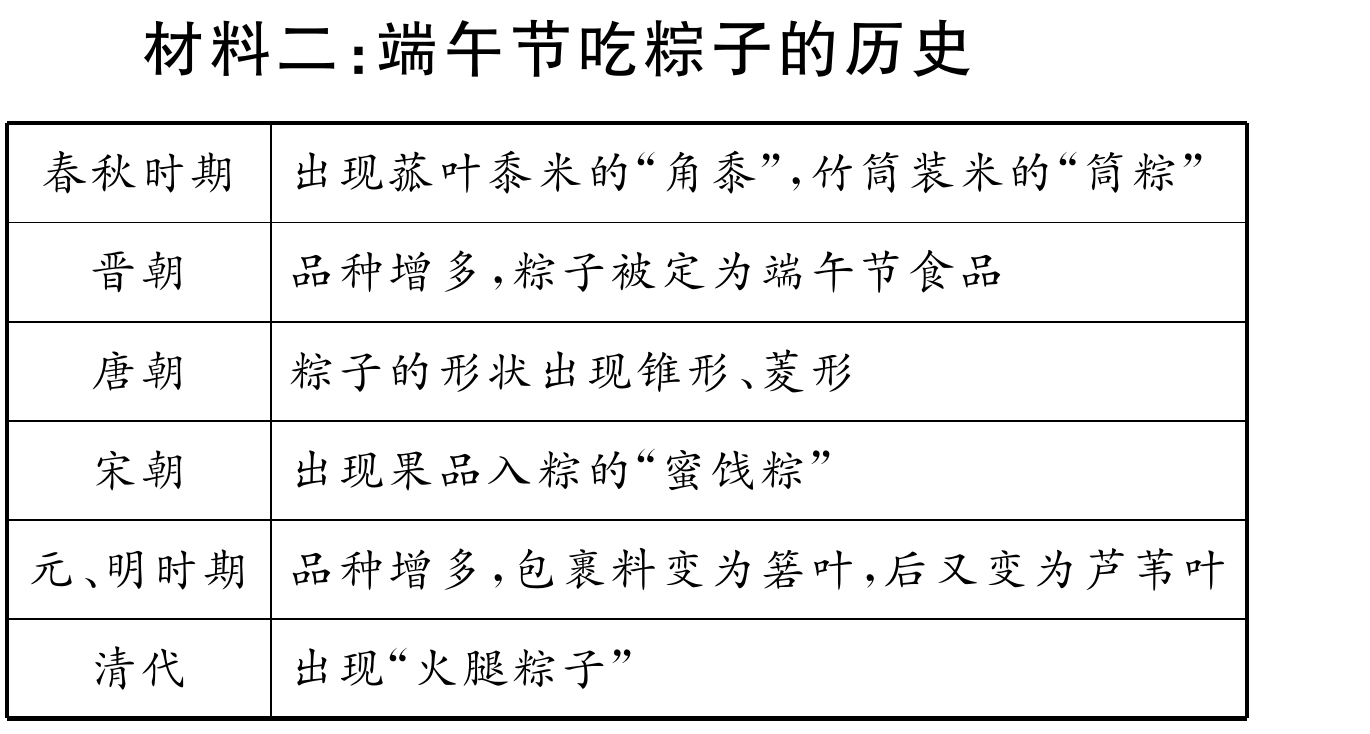 材料二:端午节吃粽子的历史
春秋时期 出现菰叶黍米的“角黍”,竹筒装米的“筒粽”
晋朝 品种增多,粽子被定为端午节食品
唐朝 粽子的形状出现锥形、菱形
宋朝 出现果品入粽的“蜜饯粽”
元、明时期 品种增多,包裹料变为箬叶,后又变为芦苇叶
清代 出现“火腿粽子”